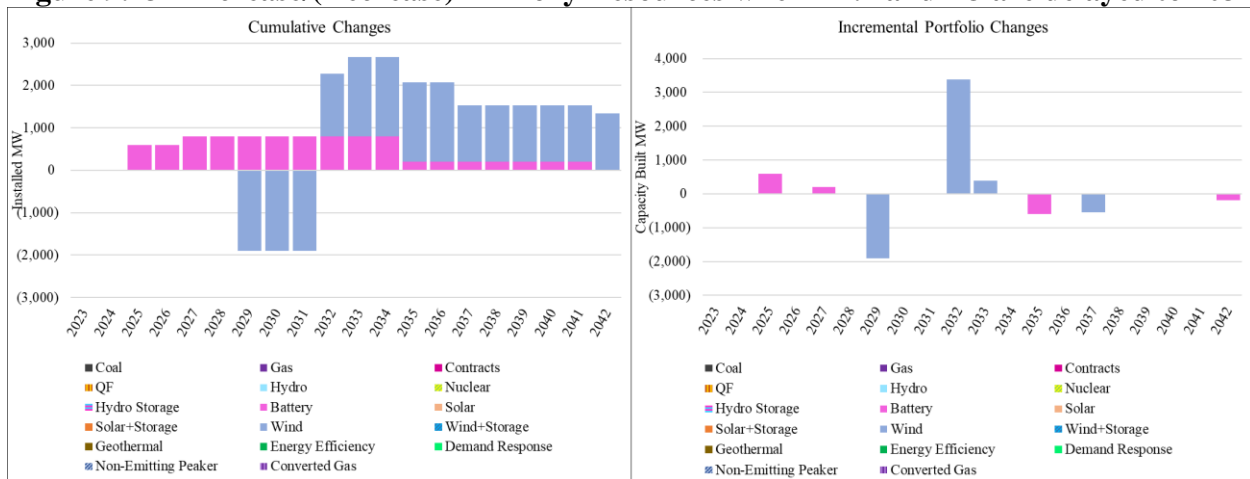 Cumulative Changes
Installed MW
3,000
2,000
1,000
0
(1,000)
(2,000)
(3,000)
2023 2024 2025 2026 2027 2028 2029 2030 2031 2032 2033 2034 2035 2036 2037 2038 2039 2040 2041 2042
Coal Gas Contracts
QF Hydro Nuclear
Hydro Storage Battery Solar
Solar+Storage Wind Wind+Storage
Geothermal Energy Efficiency Demand Response
Non-Emitting Peaker Converted Gas
Incremental Portfolio Changes
Capacity Built MW
4,000
3,000
2,000
1,000
0
(1,000)
(2,000)
(3,000)
2023 2024 2025 2026 2027 2028 2029 2030 2031 2032 2033 2034 2035 2036 2037 2038 2039 2040 2041 2042
Coal Gas Contracts
QF Hydro Nuclear
Hydro Storage Battery Solar
Solar+Storage Wind Wind+Storage
Geothermal Energy Efficiency Demand Response
Non-Emitting Peaker Converted Gas